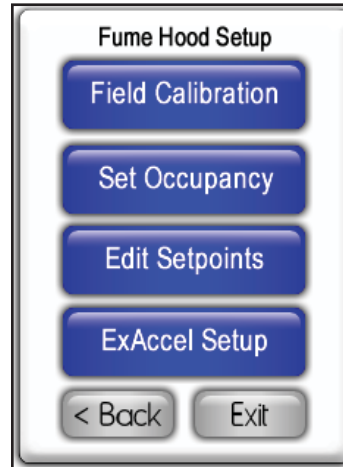 Fume Hood Setup
Field Calibration
Set Occupancy
Edit Setpoints
ExAccel Setup
< Back Exit